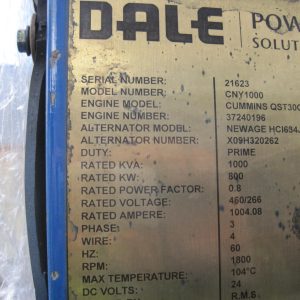 DALE POW
SOLUTI
SERIAL NUMBER: 21623
MODEL NUMBER: CNY1000
ENGINE MODEL: CUMMINS QST30G
ENGINE NUMBER: 37240196
ALTERNATOR MODEL: NEWAGE HCI634
ALTERNATOR NUMBER: X09H320262
DUTY: PRIME
RATED KVA: 1000
RATED KW: 800
RATED POWER FACTOR: 0.8
RATED VOLTAGE: 460/266
RATED AMPERE: 1004.08
PHASE: 3
WIRE: 4
HZ: 60
RPM: 1800
MAX TEMPERATURE: 104°C
DC VOLTS: 24
R.M.S.